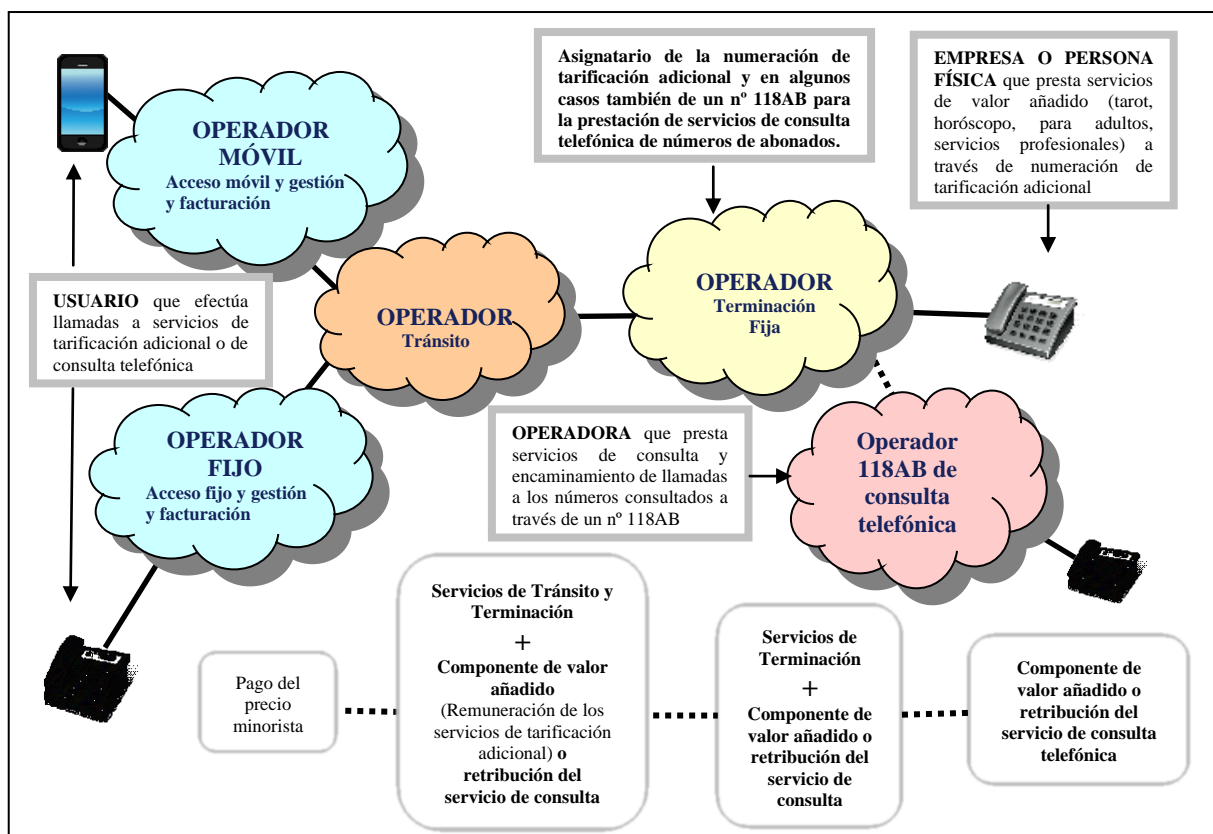 OPERADOR
MÓVIL
Acceso móvil y gestión
y facturación
Asignatario de la numeración de
tarificación adicional y en algunos
casos también de un nº 118AB para
la prestación de servicios de consulta
telefónica de números de abonados.
EMPRESA O PERSONA
FÍSICA que presta servicios
de valor añadido (tarot,
horóscopo, para adultos,
servicios profesionales) a
través de numeración de
tarificación adicional
USUARIO que efectúa
llamadas a servicios de
tarificación adicional o de
consulta telefónica
OPERADOR
Tránsito
OPERADOR
Terminación
Fija
OPERADOR
FIJO
Acceso fijo y gestión
y facturación
OPERADORA que presta
servicios de consulta y
encaminamiento de llamadas
a los números consultados a
través de un nº 118AB
Operador
118AB de
consulta
telefónica
Pago del
precio
minorista
Servicios de Tránsito y
Terminación
+
Componente de valor
añadido
(Remuneración de los
servicios de tarificación
adicional) o
retribución del
servicio de consulta
Servicios de
Terminación
+
Componente de
valor añadido o
retribución del
servicio de
consulta
Componente de
valor añadido o
retribución del
servicio de consulta
telefónica